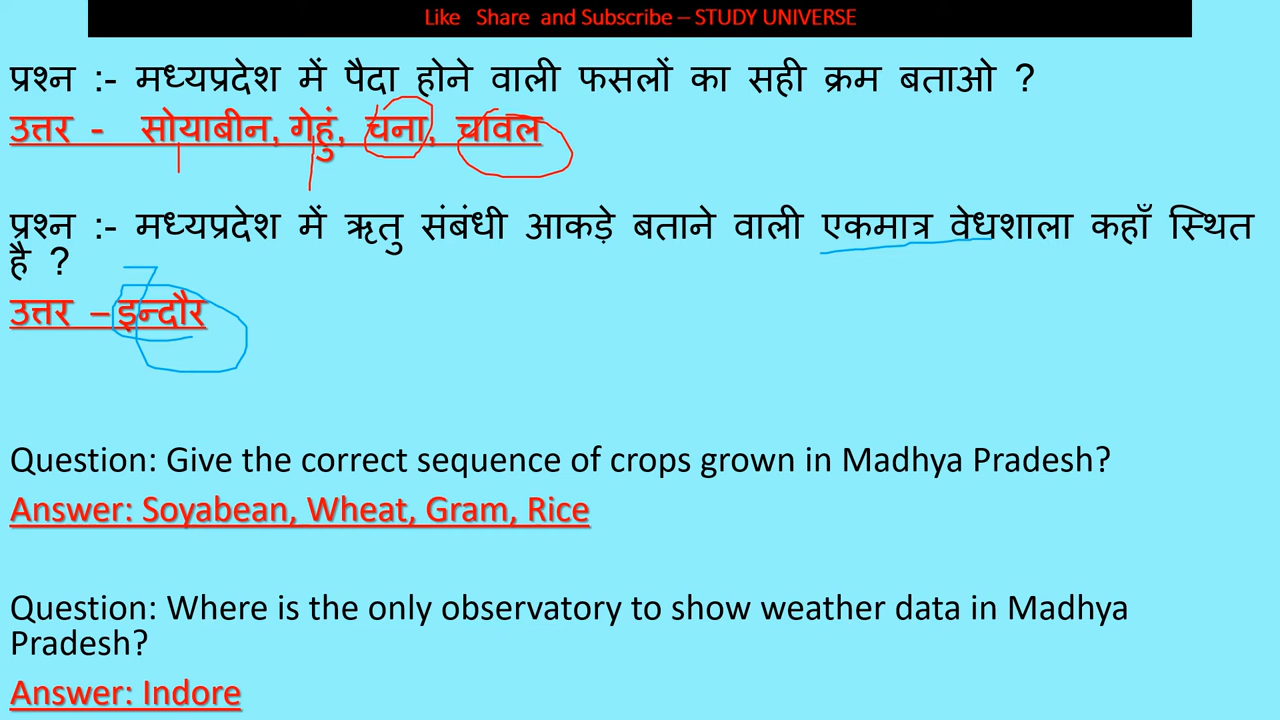 Like Share and Subscribe – STUDY UNIVERSE
प्रश्न :- मध्यप्रदेश में पैदा होने वाली फसलों का सही क्रम बताओ ?
उत्तर - सोयाबीन, गेहुं, चना, चावल
प्रश्न :- मध्यप्रदेश में ऋतु संबंधी आकड़े बताने वाली एकमात्र वेधशाला कहाँ स्थित
है ?
उत्तर – इन्दौर
Question: Give the correct sequence of crops grown in Madhya Pradesh?
Answer: Soyabean, Wheat, Gram, Rice
Question: Where is the only observatory to show weather data in Madhya
Pradesh?
Answer: Indore